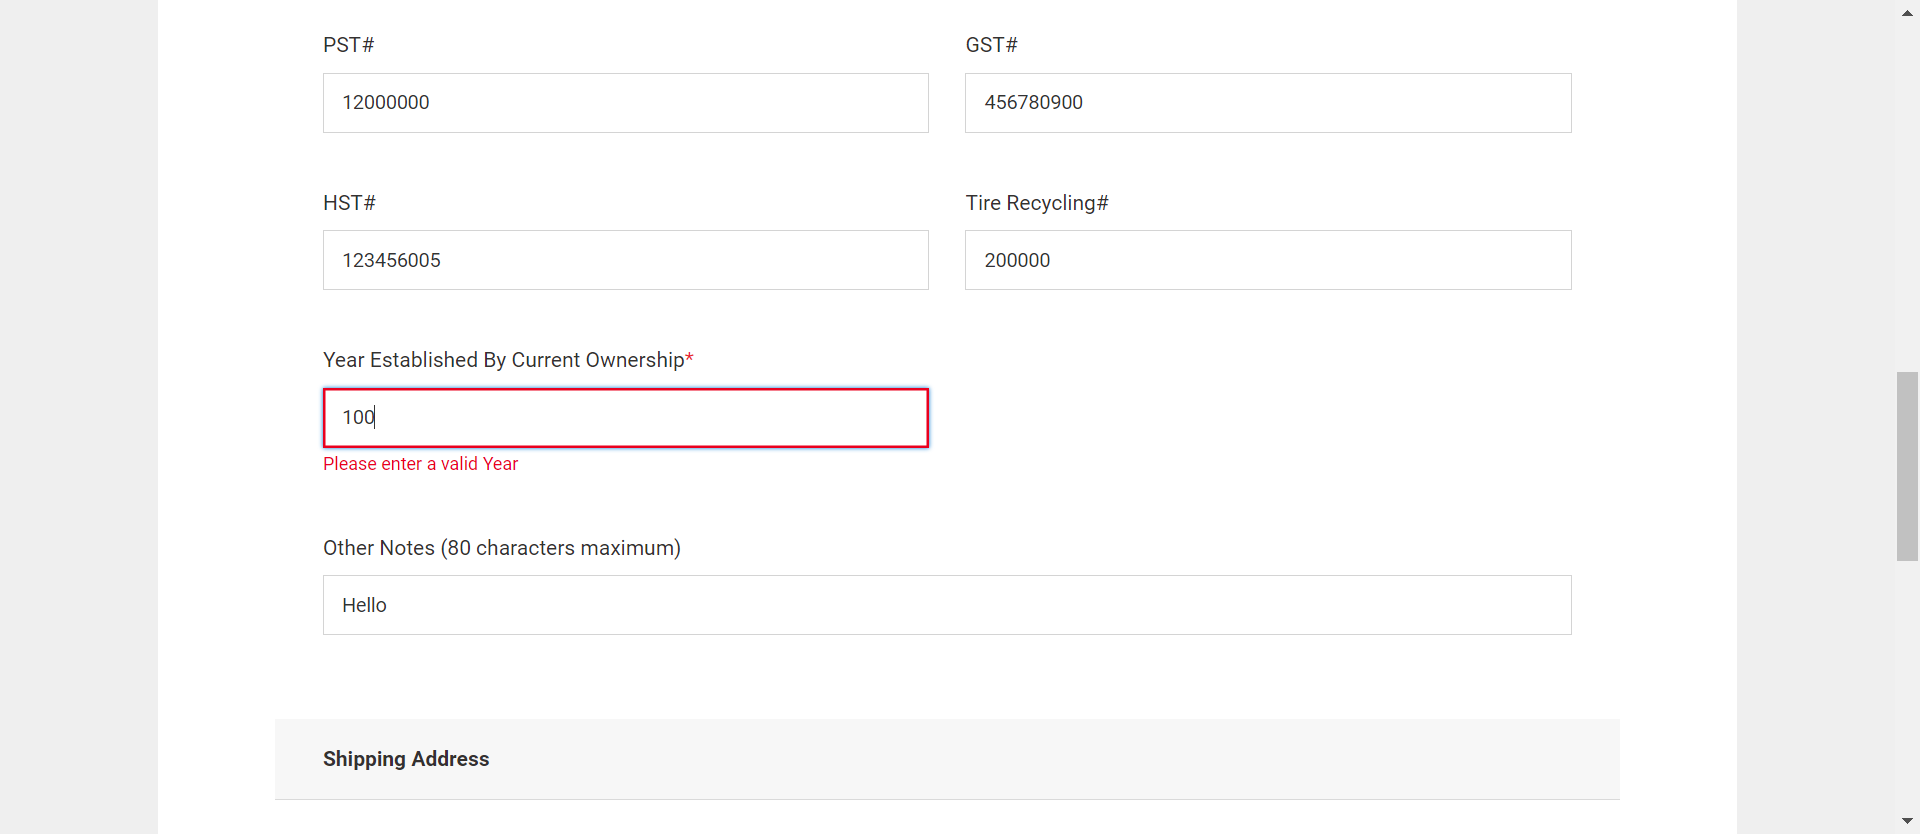 PST#
GST#
12000000
456780900
HST#
Tire Recycling#
123456005
200000
Year Established By Current Ownership*
100
Please enter a valid Year
Other Notes (80 characters maximum)
Hello
Shipping Address